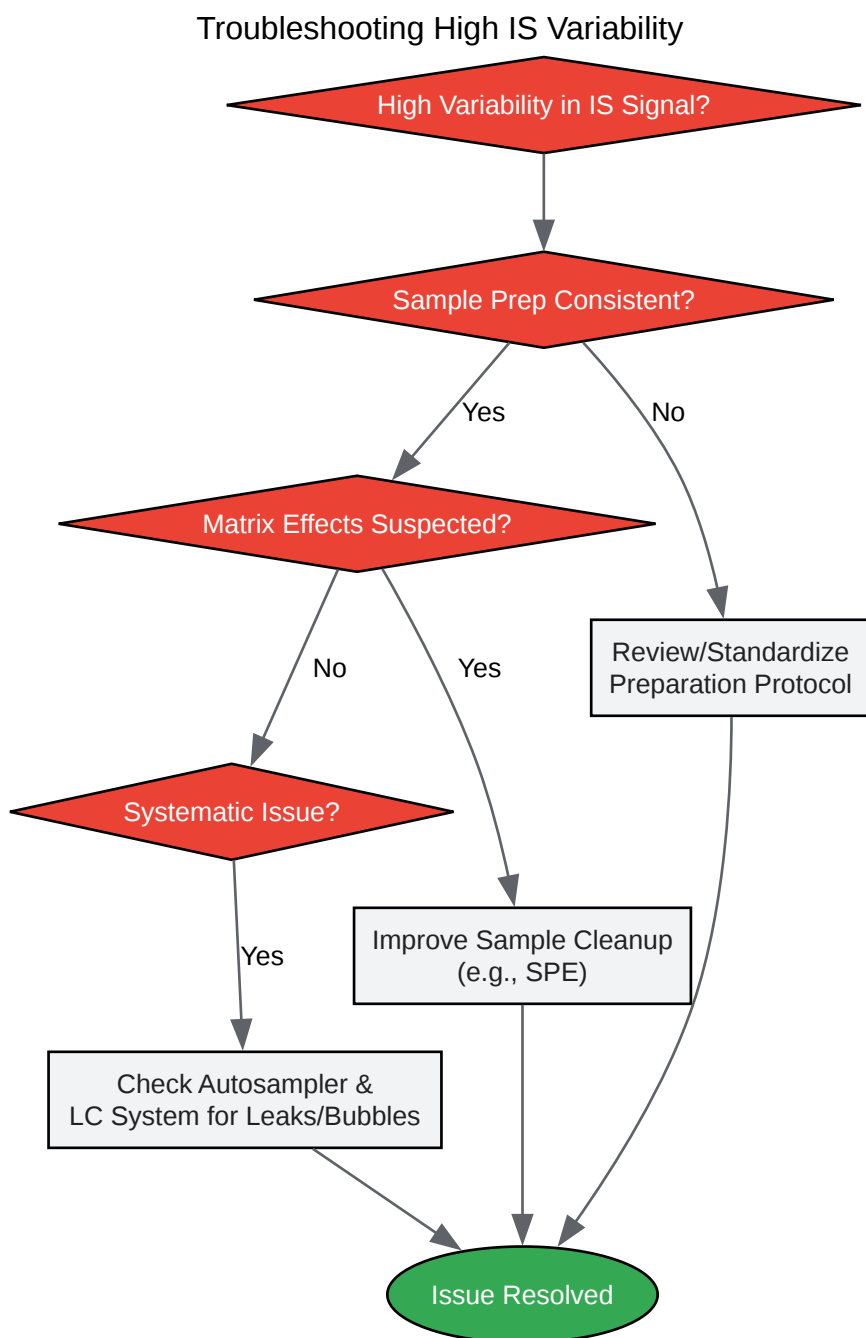 Troubleshooting High IS Variability
High Variability in IS Signal?
Sample Prep Consistent?
Yes
No
Matrix Effects Suspected?
Review/Standardize
Preparation Protocol
No
Yes
Systematic Issue?
Improve Sample Cleanup
(e.g., SPE)
Yes
Check Autosampler &
LC System for Leaks/Bubbles
Issue Resolved